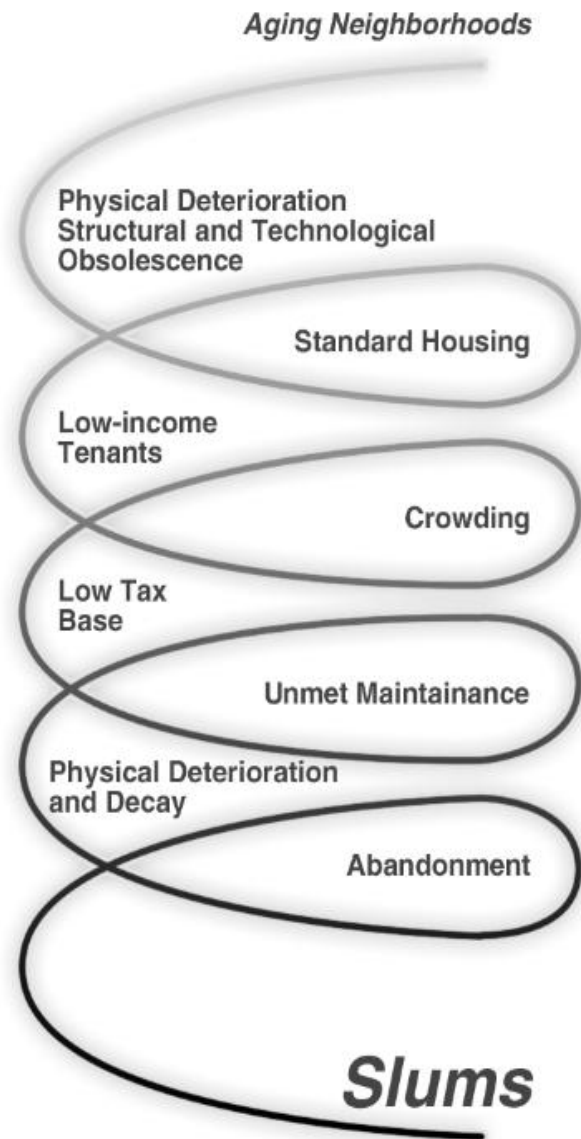 Aging Neighborhoods
Physical Deterioration
Structural and Technological
Obsolescence
Standard Housing
Low-income
Tenants
Crowding
Low Tax
Base
Unmet Maintainance
Physical Deterioration
and Decay
Abandonment
Slums